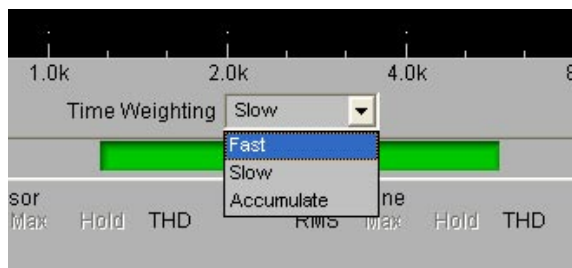 1.0k 2.0k 4.0k 8
Time Weighting Slow
Fast
Slow
Accumulate
sor ne
Max Hold THD RMS Max Hold THD